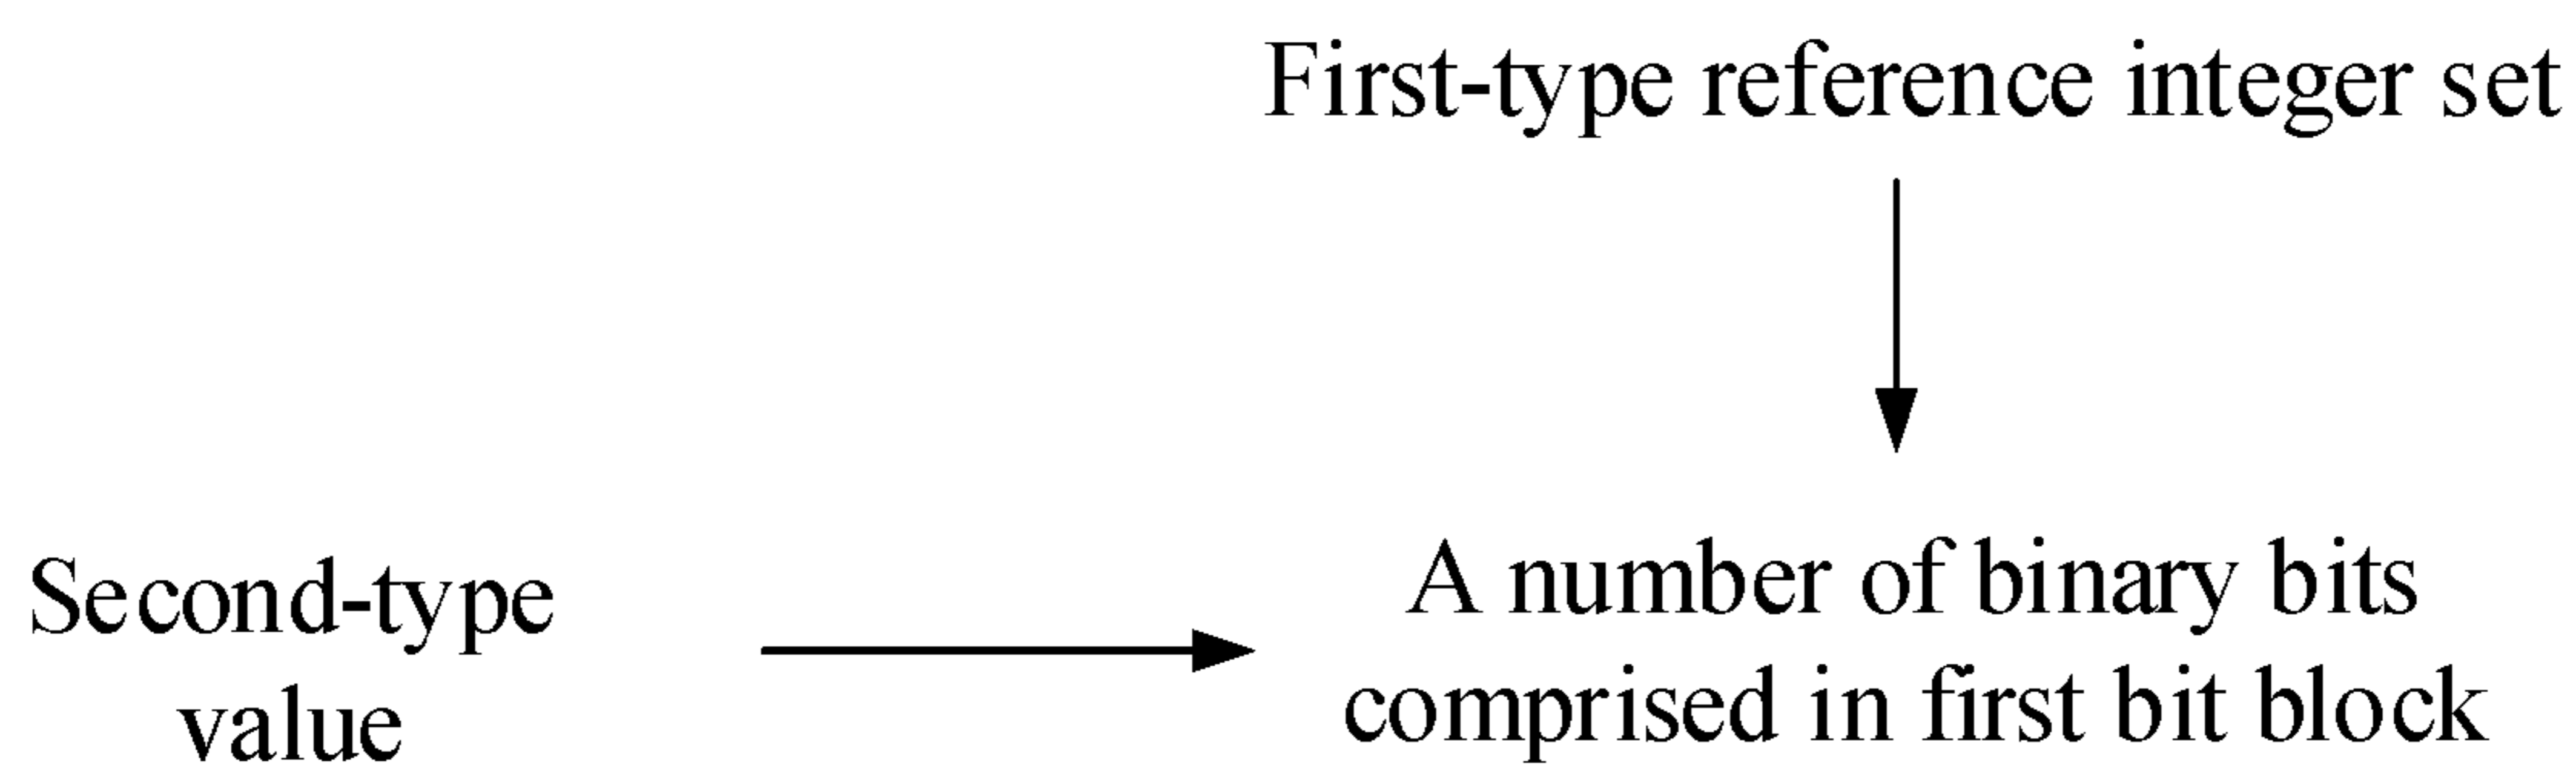 First-type reference integer set
Second-type
value
A number of binary bits
comprised in first bit block